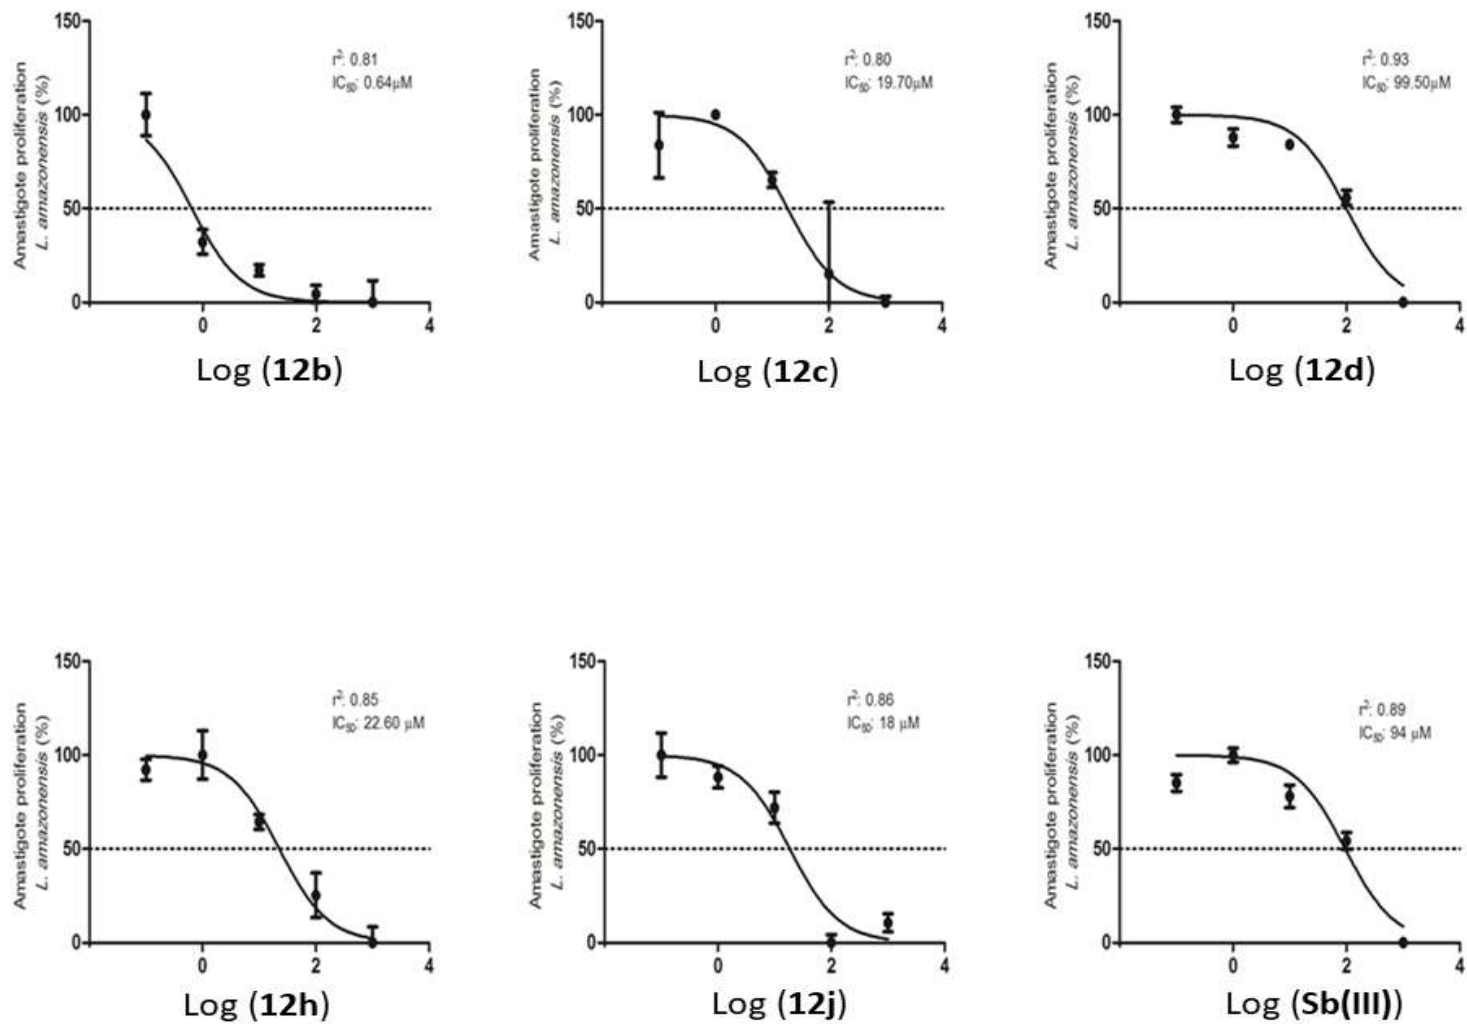 150
100
50
0
Amastigote proliferation
L. amazonensis (%)
r²: 0.81
IC₅₀: 0.64µM
0 2 4
Log (12b)
150
100
50
0
Amastigote proliferation
L. amazonensis (%)
r²: 0.80
IC₅₀: 19.70µM
0 2 4
Log (12c)
150
100
50
0
Amastigote proliferation
L. amazonensis (%)
r²: 0.93
IC₅₀: 99.50µM
0 2 4
Log (12d)
150
100
50
0
Amastigote proliferation
L. amazonensis (%)
r²: 0.85
IC₅₀: 22.60 µM
0 2 4
Log (12h)
150
100
50
0
Amastigote proliferation
L. amazonensis (%)
r²: 0.86
IC₅₀: 18 µM
0 2 4
Log (12j)
150
100
50
0
Amastigote proliferation
L. amazonensis (%)
r²: 0.89
IC₅₀: 94 µM
0 2 4
Log (Sb(III))